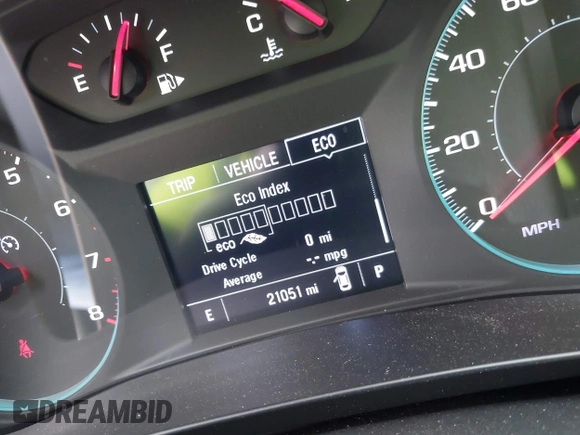 E
F
C
5
6
7
8
TRIP VEHICLE ECO
Eco Index
eco
Drive Cycle 0 mi
Average -.- mpg
E 21051 mi P
60
40
20
0
MPH
DREAMBID